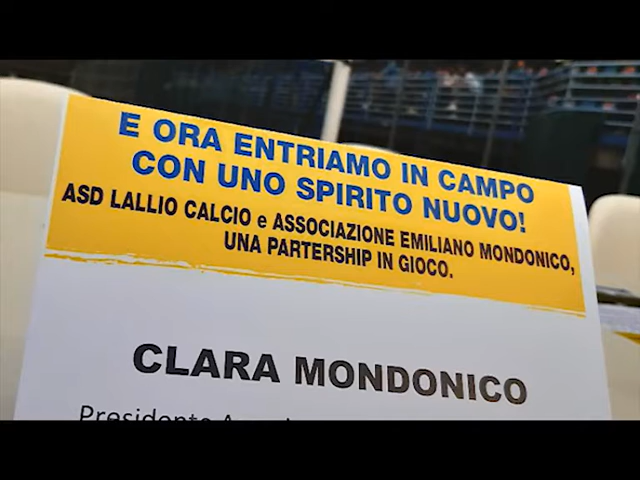 E ORA ENTRIAMO IN CAMPO
CON UNO SPIRITO NUOVO!
ASD LALLIO CALCIO e ASSOCIAZIONE EMILIANO MONDONICO,
UNA PARTERSHIP IN GIOCO.
CLARA MONDONICO
Presidente